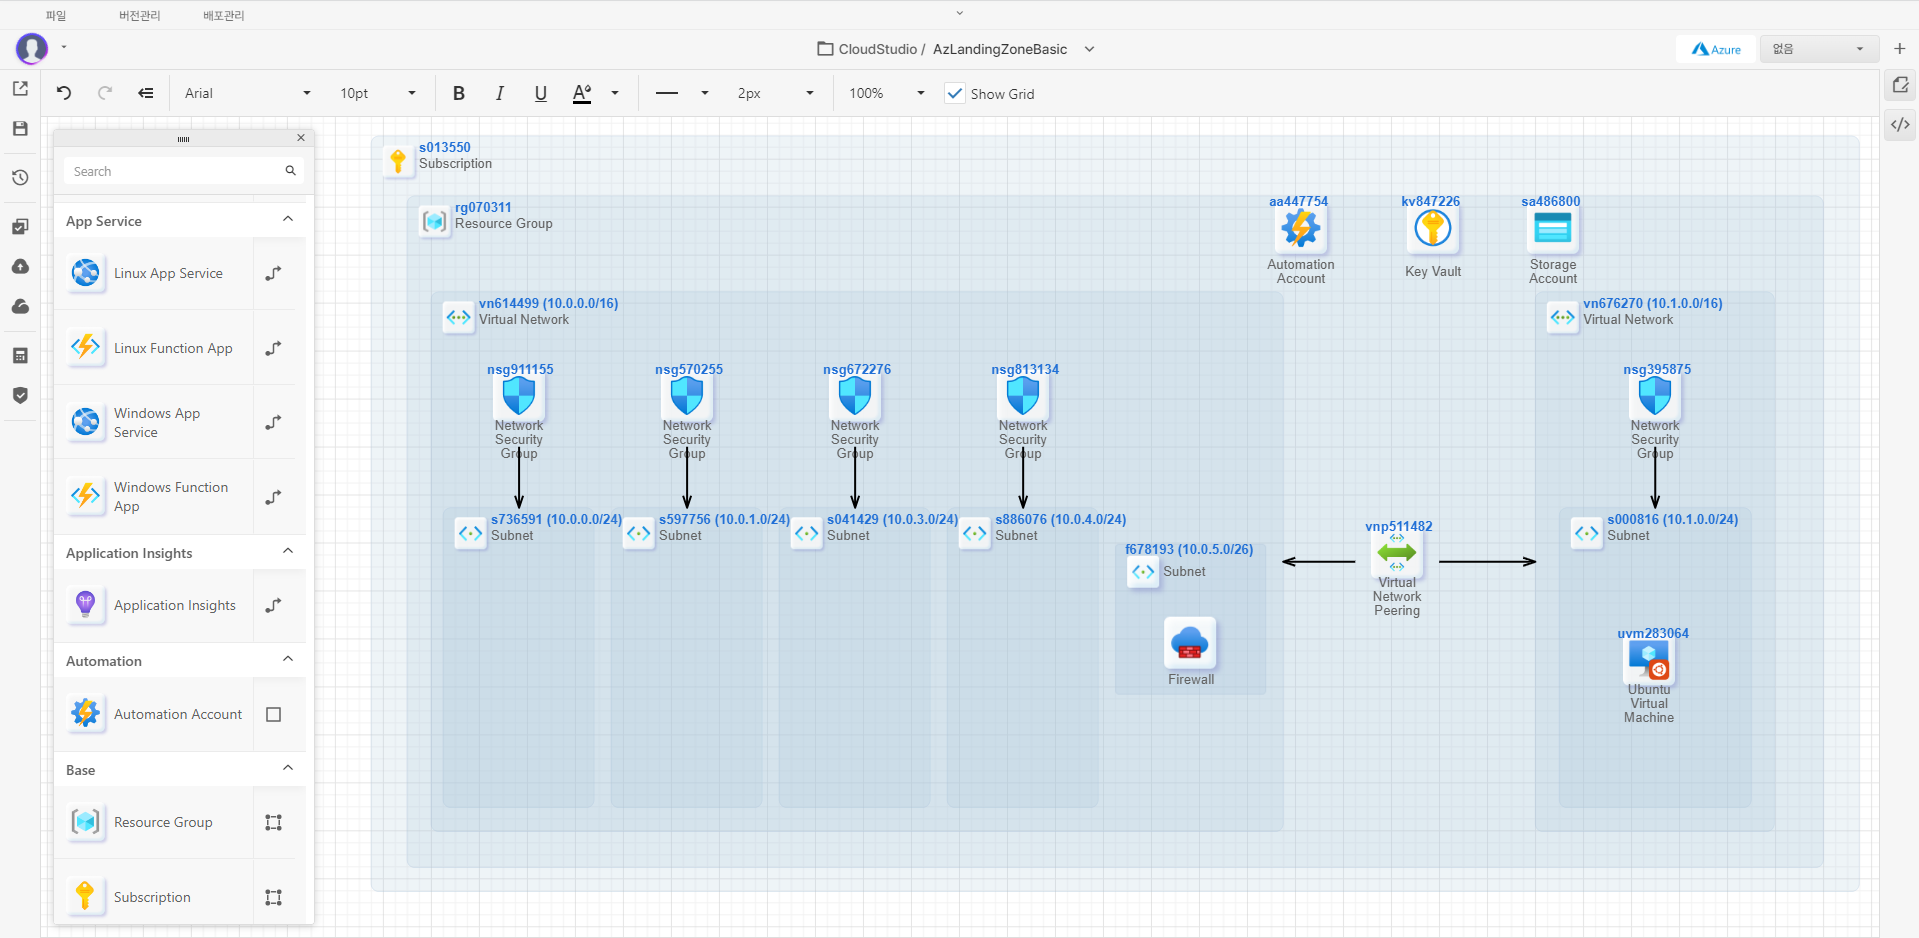 파일 버전관리 배포관리
CloudStudio / AzLandingZoneBasic
Azure 없음
Arial 10pt B I U A 2px 100% Show Grid
Search
App Service
Linux App Service
Linux Function App
Windows App
Service
Windows Function
App
Application Insights
Application Insights
Automation
Automation Account
Base
Resource Group
Subscription
s013550
Subscription
rg070311
Resource Group
aa447754
Automation
Account
kv847226
Key Vault
sa486800
Storage
Account
vn614499 (10.0.0.0/16)
Virtual Network
nsg911155
Network
Security
Group
nsg570255
Network
Security
Group
nsg672276
Network
Security
Group
nsg813134
Network
Security
Group
s736591 (10.0.0.0/24)
Subnet
s597756 (10.0.1.0/24)
Subnet
s041429 (10.0.3.0/24)
Subnet
s886076 (10.0.4.0/24)
Subnet
f678193 (10.0.5.0/26)
Subnet
Firewall
vnp511482
Virtual
Network
Peering
vn676270 (10.1.0.0/16)
Virtual Network
nsg395875
Network
Security
Group
s000816 (10.1.0.0/24)
Subnet
uvm283064
Ubuntu
Virtual
Machine